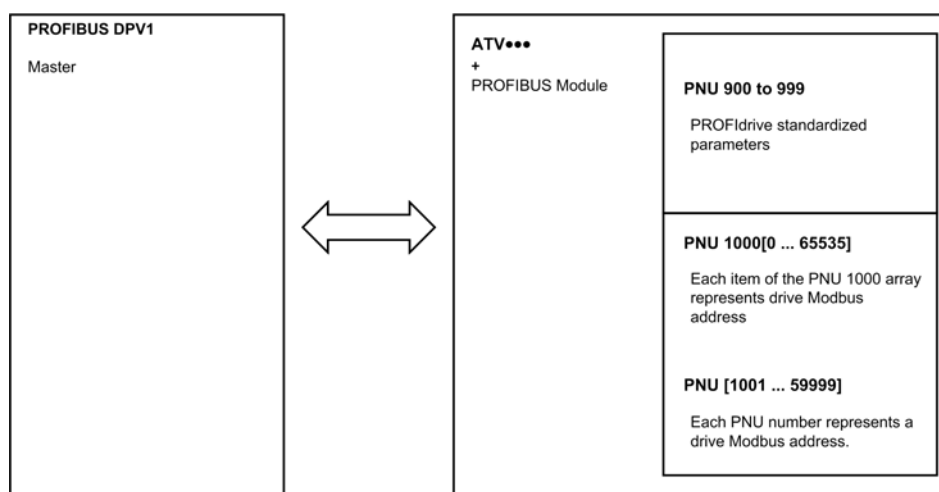 PROFIBUS DPV1
Master
ATV•••
+
PROFIBUS Module
PNU 900 to 999
PROFIdrive standardized
parameters
PNU 1000[0 ... 65535]
Each item of the PNU 1000 array
represents drive Modbus
address
PNU [1001 ... 59999]
Each PNU number represents a
drive Modbus address.